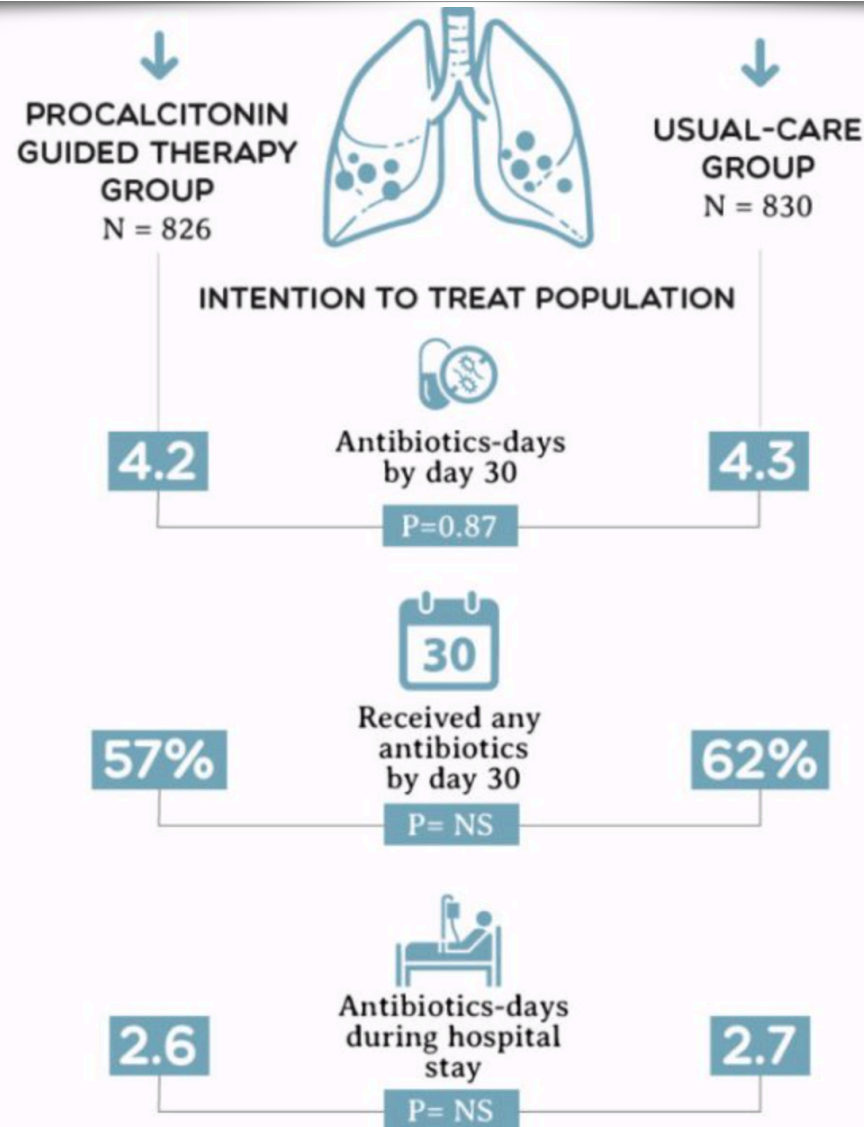 PROCALCITONIN
GUIDED THERAPY
GROUP
N = 826
USUAL-CARE
GROUP
N = 830
INTENTION TO TREAT POPULATION
4.2
Antibiotics-days
by day 30
4.3
P=0.87
30
57%
Received any
antibiotics
by day 30
62%
P= NS
2.6
Antibiotics-days
during hospital
stay
2.7
P= NS